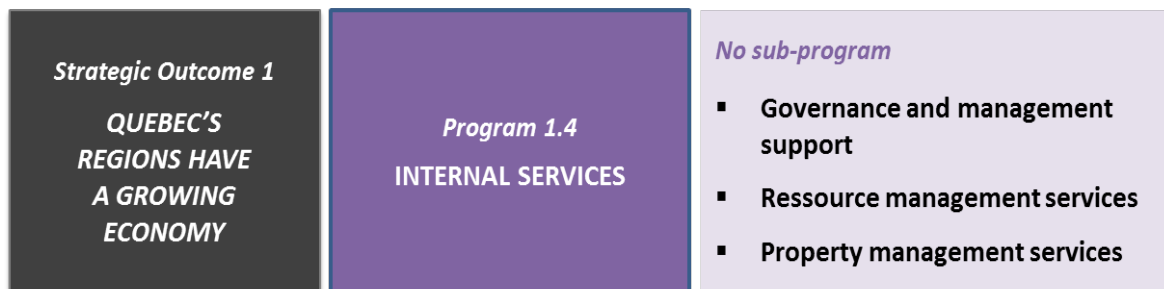 Strategic Outcome 1
QUEBEC'S
REGIONS HAVE
A GROWING
ECONOMY
Program 1.4
INTERNAL SERVICES
No sub-program
▪ Governance and management
support
▪ Ressource management services
▪ Property management services